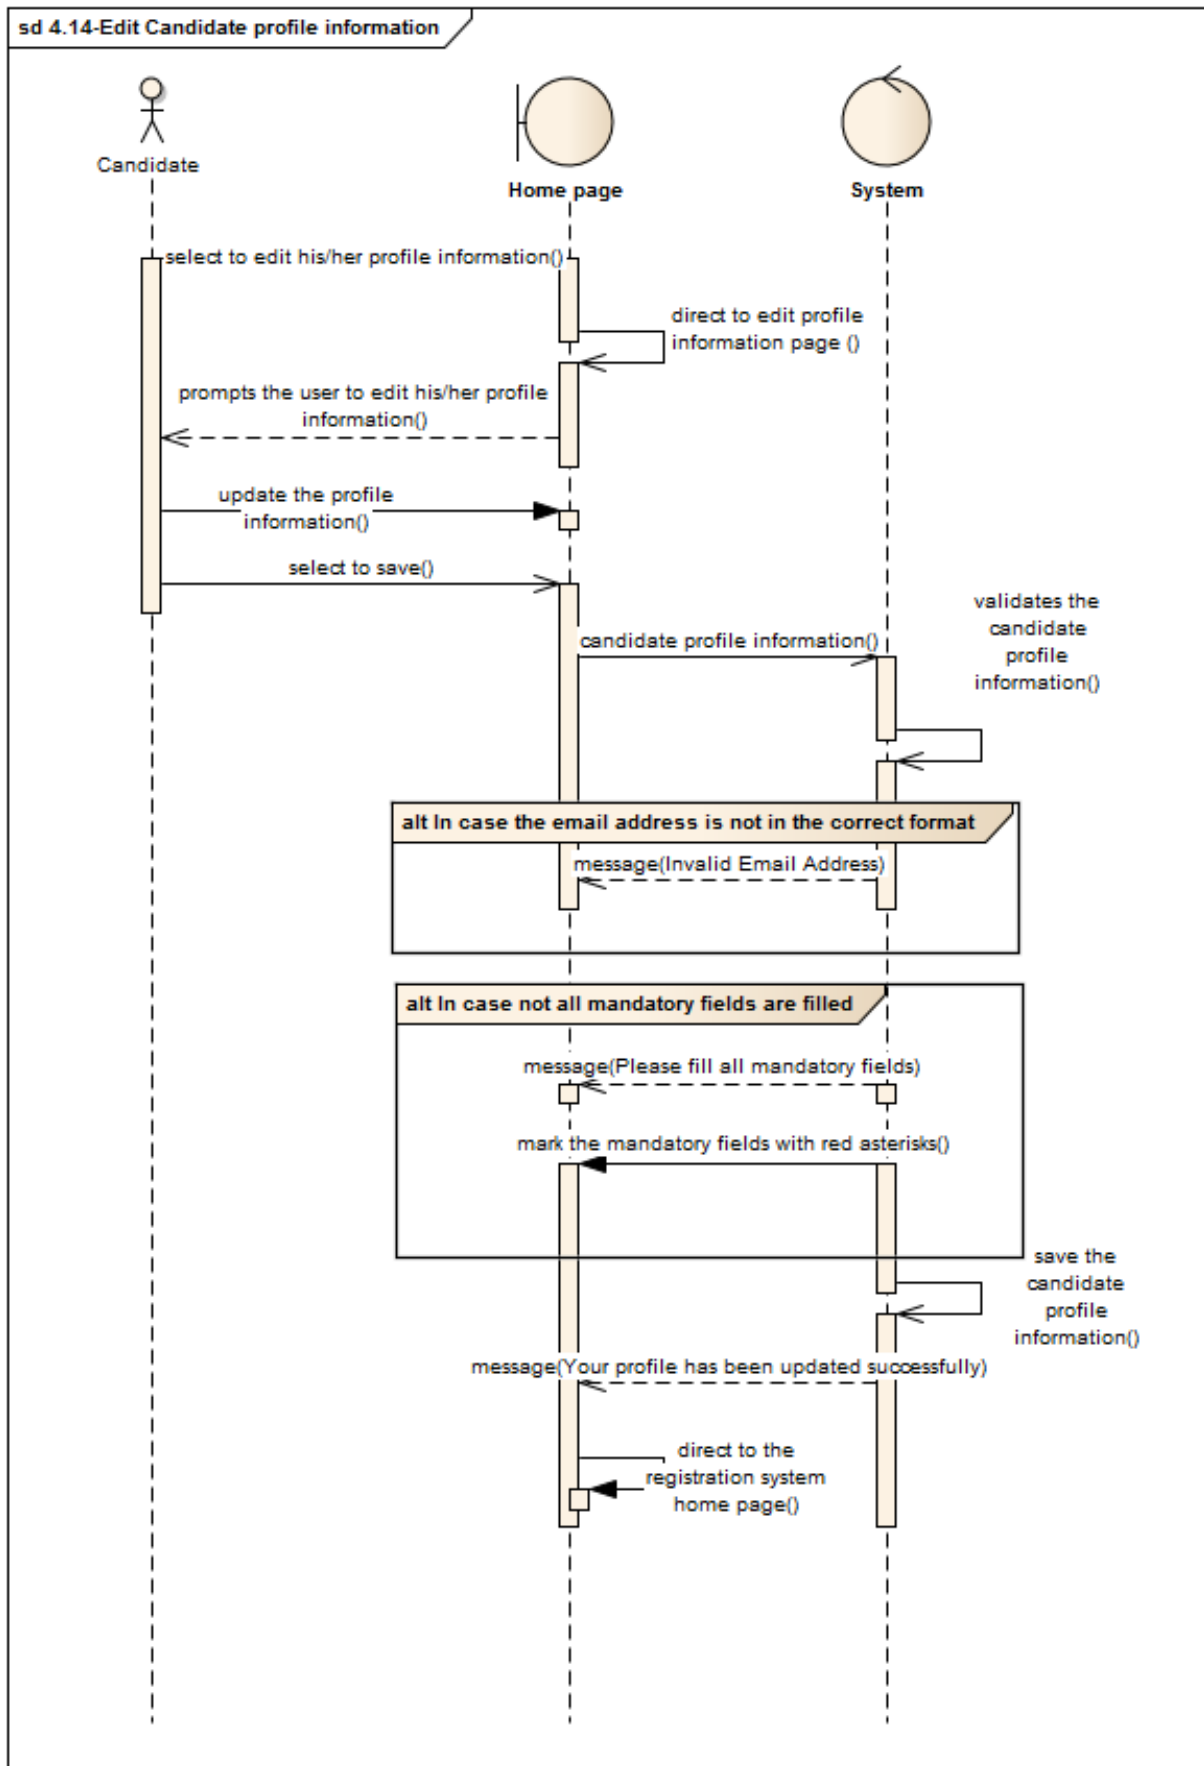 sd 4.14-Edit Candidate profile information
Candidate
Home page
System
select to edit his/her profile information()
direct to edit profile
information page ()
prompts the user to edit his/her profile
information()
update the profile
information()
select to save()
validates the
candidate
profile
information()
candidate profile information()
alt In case the email address is not in the correct format
message(Invalid Email Address)
alt In case not all mandatory fields are filled
message(Please fill all mandatory fields)
mark the mandatory fields with red asterisks()
save the
candidate
profile
information()
message(Your profile has been updated successfully)
direct to the
registration system
home page()